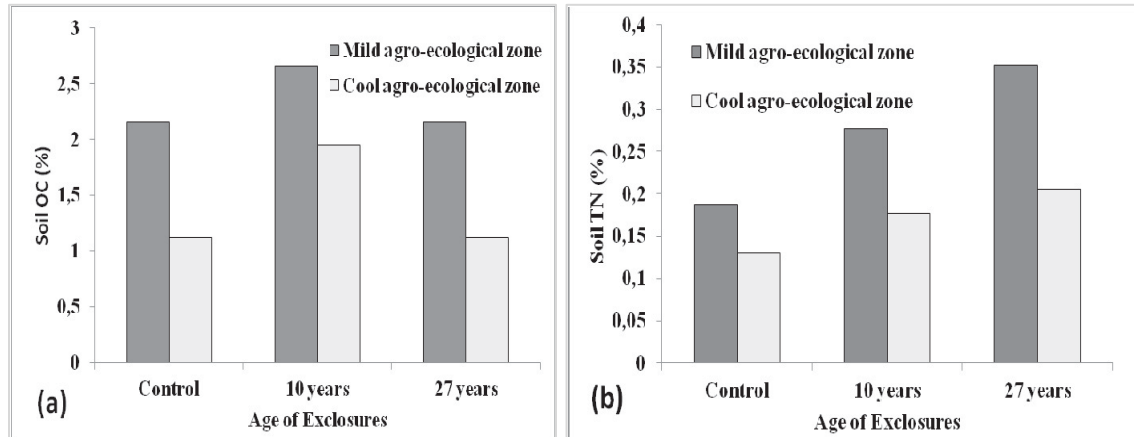 3
2,5
2
1,5
1
0,5
0
Soil OC (%)
Mild agro-ecological zone
Cool agro-ecological zone
Control 10 years 27 years
Age of Exclosures
(a)
0,4
0,35
0,3
0,25
0,2
0,15
0,1
0,05
0
Soil TN (%)
Mild agro-ecological zone
Cool agro-ecological zone
Control 10 years 27 years
Age of Exclosures
(b)